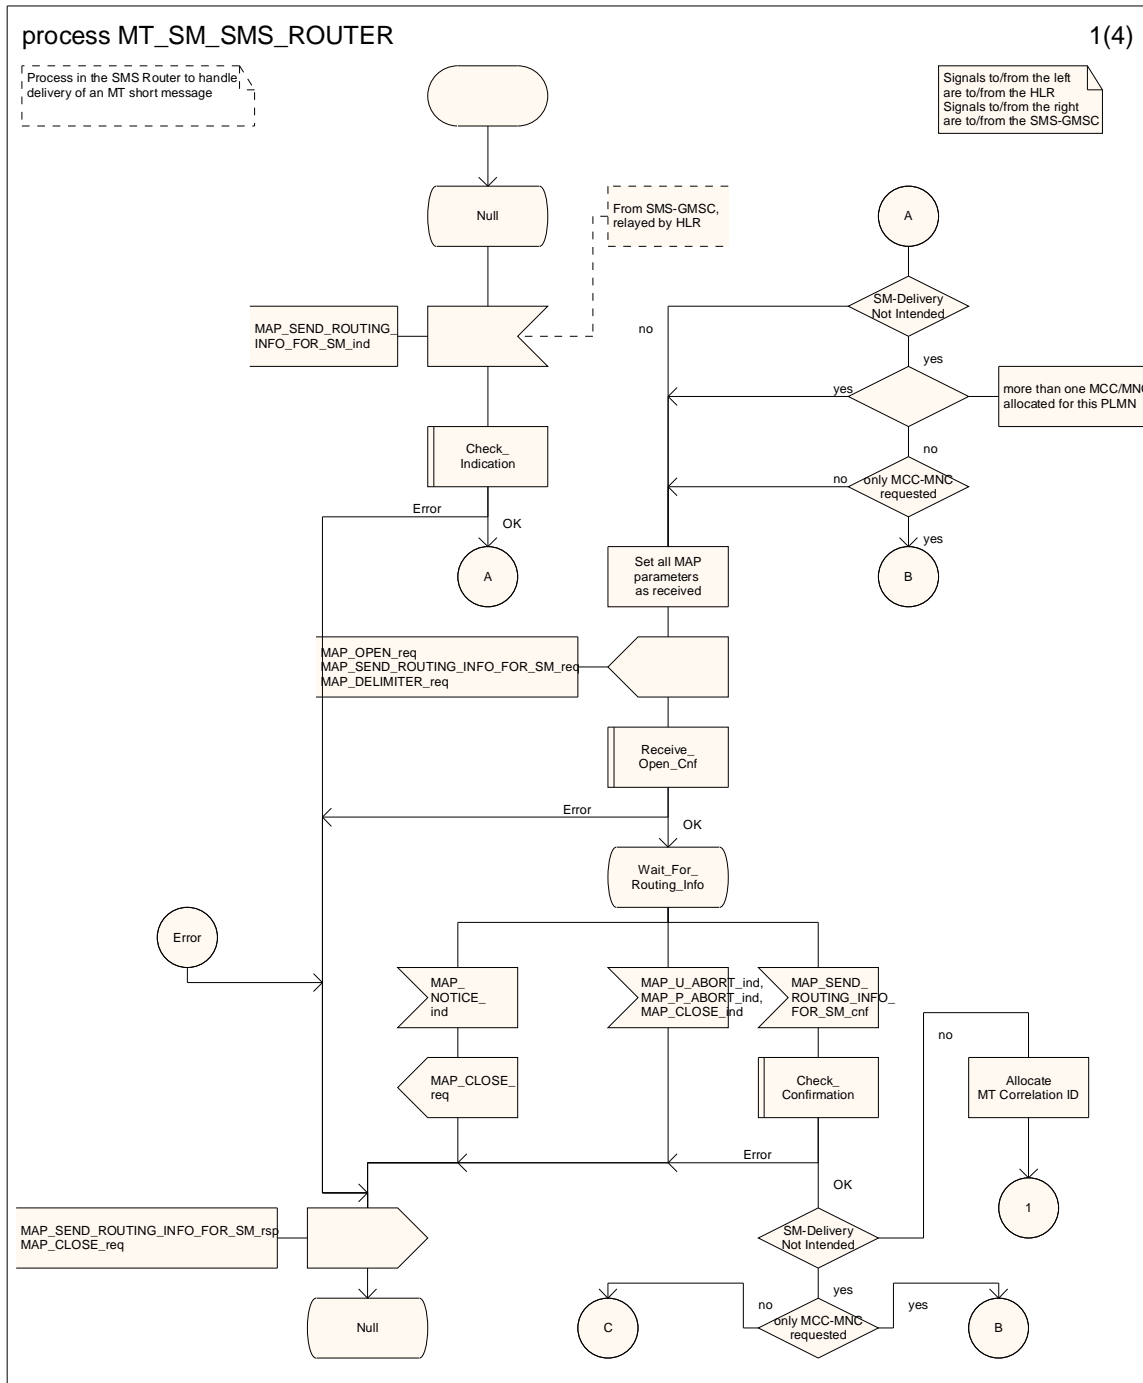 process MT_SM_SMS_ROUTER
1(4)
Process in the SMS Router to handle
delivery of an MT short message
Signals to/from the left
are to/from the HLR
Signals to/from the right
are to/from the SMS-GMSC
Null
From SMS-GMSC,
relayed by HLR
A
SM-Delivery
Not Intended
no
MAP_SEND_ROUTING_
INFO_FOR_SM_ind
yes
yes
more than one MCC/MNC
allocated for this PLMN
Check_
Indication
no
no
only MCC-MNC
requested
Error
OK
yes
A
Set all MAP
parameters
as received
B
MAP_OPEN_req
MAP_SEND_ROUTING_INFO_FOR_SM_req
MAP_DELIMITER_req
Receive_
Open_Cnf
Error
OK
Wait_For_
Routing_Info
Error
MAP_
NOTICE_
ind
MAP_U_ABORT_ind,
MAP_P_ABORT_ind,
MAP_CLOSE_ind
MAP_SEND_
ROUTING_INFO_
FOR_SM_cnf
no
MAP_CLOSE_
req
Check_
Confirmation
Allocate
MT Correlation ID
Error
OK
1
MAP_SEND_ROUTING_INFO_FOR_SM_rsp
MAP_CLOSE_req
SM-Delivery
Not Intended
yes
no
yes
Null
C
only MCC-MNC
requested
B